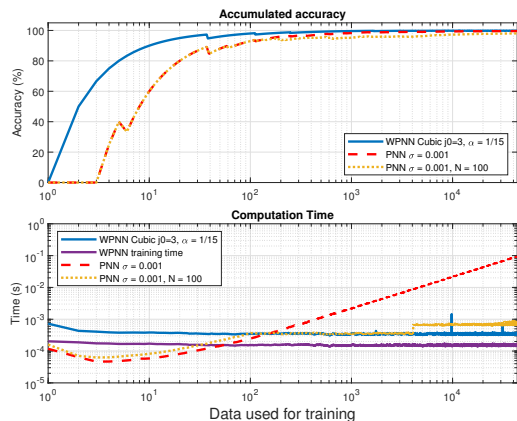 Accumulated accuracy
100
80
60
40
20
0
Accuracy (%)
WPNN Cubic j0=3, α = 1/15
PNN σ = 0.001
PNN σ = 0.001, N = 100
10^0
10^1
10^2
10^3
10^4
Computation Time
10^0
10^-1
10^-2
10^-3
10^-4
10^-5
Time (s)
WPNN Cubic j0=3, α = 1/15
WPNN training time
PNN σ = 0.001
PNN σ = 0.001, N = 100
10^0
10^1
10^2
10^3
10^4
Data used for training